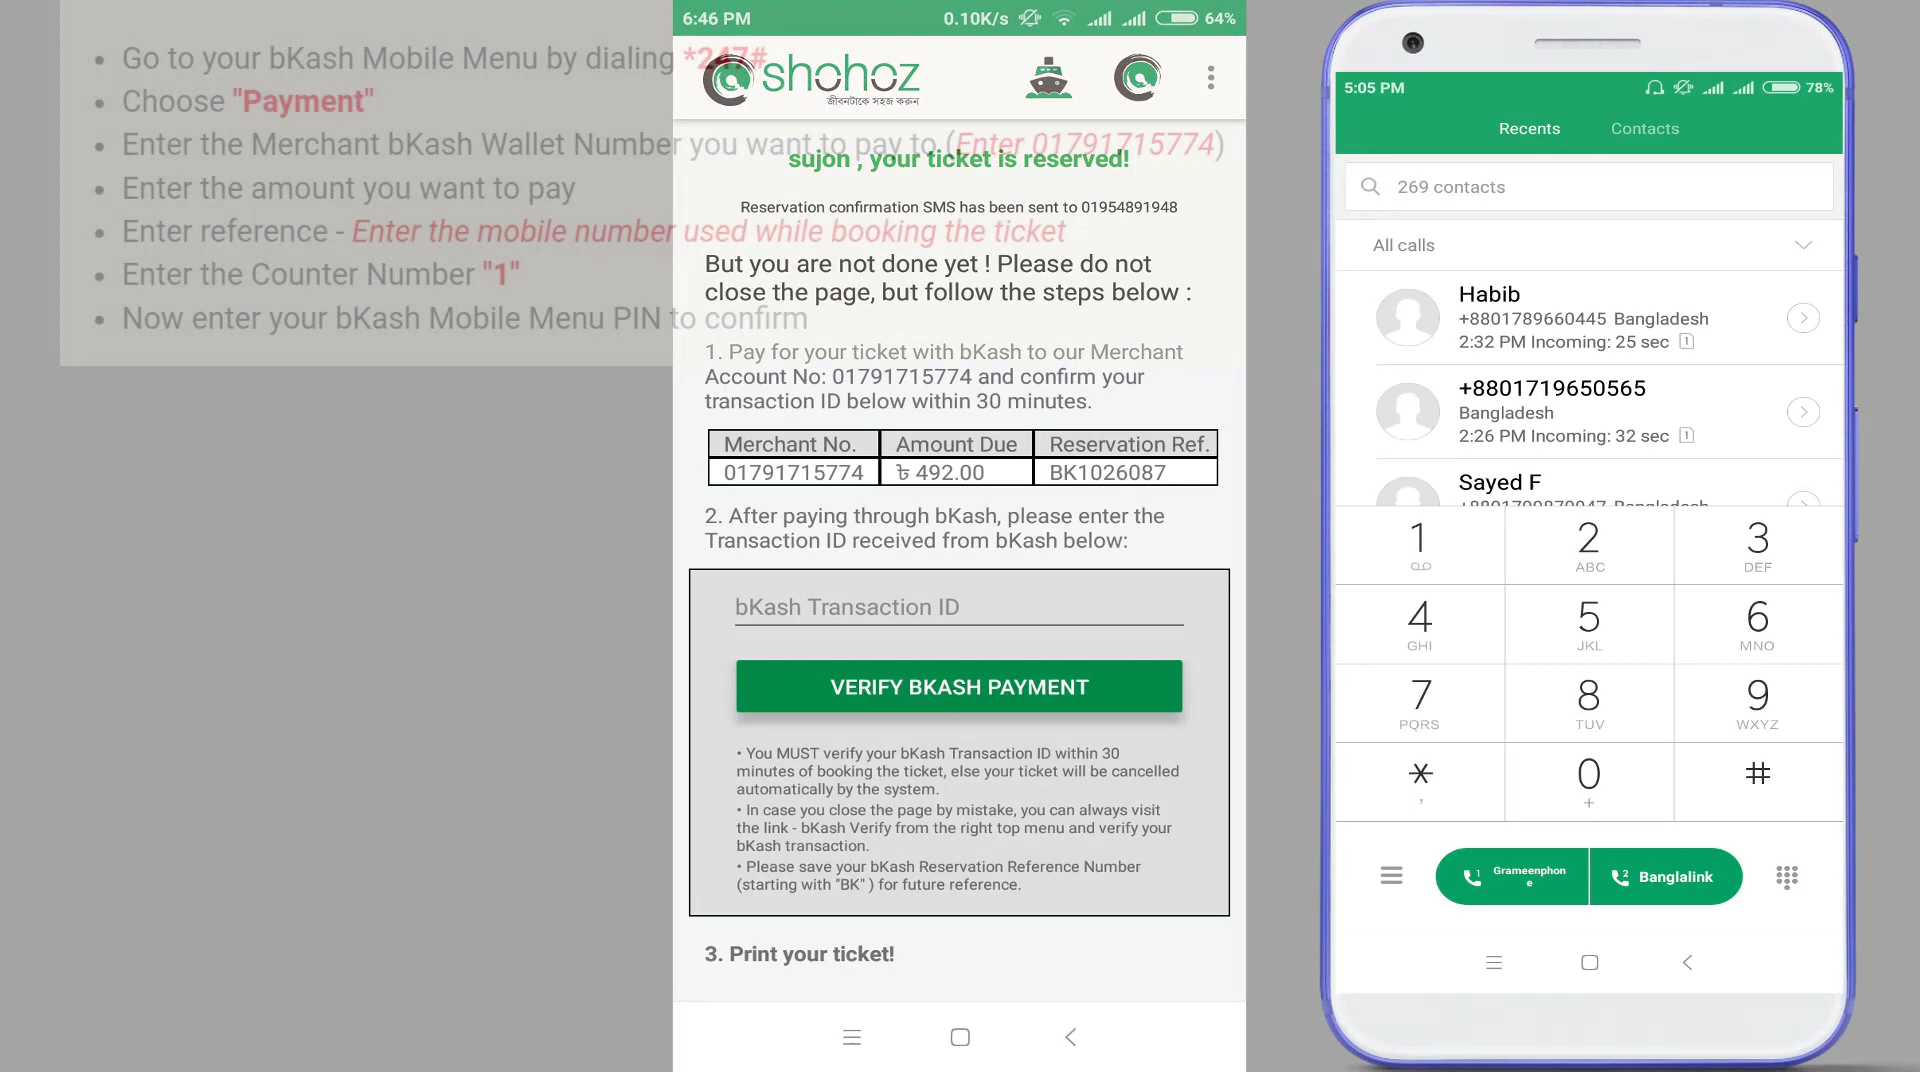 Go to your bKash Mobile Menu by dialing *247#
Choose "Payment"
Enter the Merchant bKash Wallet Number you want to pay to (Enter 01791715774)
Enter the amount you want to pay
Enter reference - Enter the mobile number used while booking the ticket
Enter the Counter Number "1"
Now enter your bKash Mobile Menu PIN to confirm
6:46 PM
0.10K/s
64%
shohoz
জীবনটাকে সহজ করুন
sujon , your ticket is reserved!
Reservation confirmation SMS has been sent to 01954891948
But you are not done yet ! Please do not
close the page, but follow the steps below :
1. Pay for your ticket with bKash to our Merchant
Account No: 01791715774 and confirm your
transaction ID below within 30 minutes.
Merchant No. Amount Due Reservation Ref.
01791715774 ৳ 492.00 BK1026087
2. After paying through bKash, please enter the
Transaction ID received from bKash below:
bKash Transaction ID
VERIFY BKASH PAYMENT
• You MUST verify your bKash Transaction ID within 30
minutes of booking the ticket, else your ticket will be cancelled
automatically by the system.
• In case you close the page by mistake, you can always visit
the link - bKash Verify from the right top menu and verify your
bKash transaction.
• Please save your bKash Reservation Reference Number
(starting with "BK" ) for future reference.
3. Print your ticket!
5:05 PM
78%
Recents Contacts
269 contacts
All calls
Habib
+8801789660445 Bangladesh
2:32 PM Incoming: 25 sec 1
+8801719650565
Bangladesh
2:26 PM Incoming: 32 sec 1
Sayed F
1 2 3
ABC DEF
4 5 6
GHI JKL MNO
7 8 9
PQRS TUV WXYZ
* 0 #
, +
1 Grameenphon
e
2 Banglalink